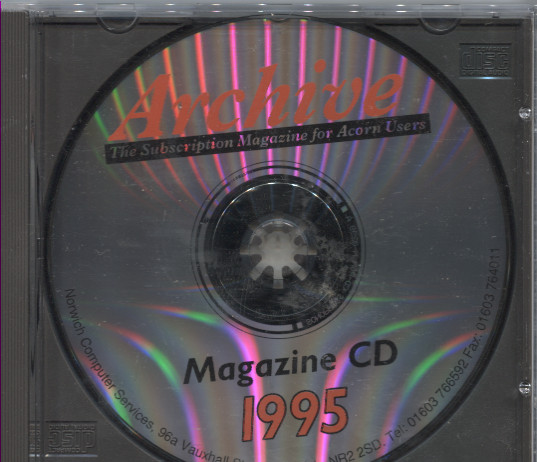 Archive
The Subscription Magazine for Acorn Users
Magazine CD
1995
Norwich Computer Services, 96a Vauxhall NR2 2SD. Tel: 01603 766592 Fax: 01603 764011